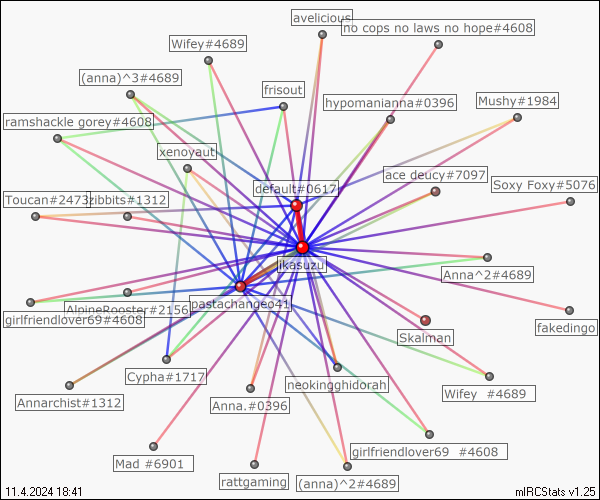 avelicious
no cops no laws no hope#4608
Wifey#4689
(anna)^3#4689
frisout
hypomanianna#0396
Mushy#1984
ramshackle gorey#4608
xenoyaut
ace deucy#7097
default#0617
Soxy Foxy#5076
Toucan#2473
zibbits#1312
jkasuzu
Anna^2#4689
pastachangeo41
AlpineRooster#2156
girlfriendlover69#4608
fakedingo
Skalman
Cypha#1717
neokingghidorah
Wifey #4689
Annarchist#1312
Anna.#0396
girlfriendlover69 #4608
Mad #6901
rattgaming
(anna)^2#4689
11.4.2024 18:41
mIRCStats v1.25